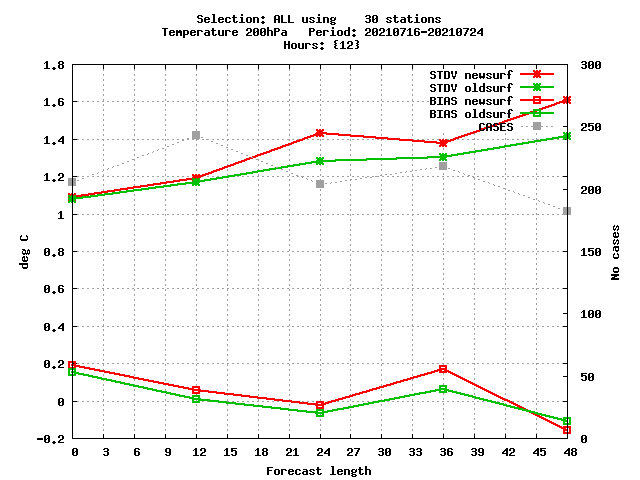 Selection: ALL using    30 stations
Temperature 200hPa   Period: 20210716-20210724
Hours: {12}
STDV newsurf
STDV oldsurf
BIAS newsurf
BIAS oldsurf
CASES
deg C
1.8
1.6
1.4
1.2
1
0.8
0.6
0.4
0.2
0
-0.2
300
250
200
150
100
50
0
No cases
0 3 6 9 12 15 18 21 24 27 30 33 36 39 42 45 48
Forecast length